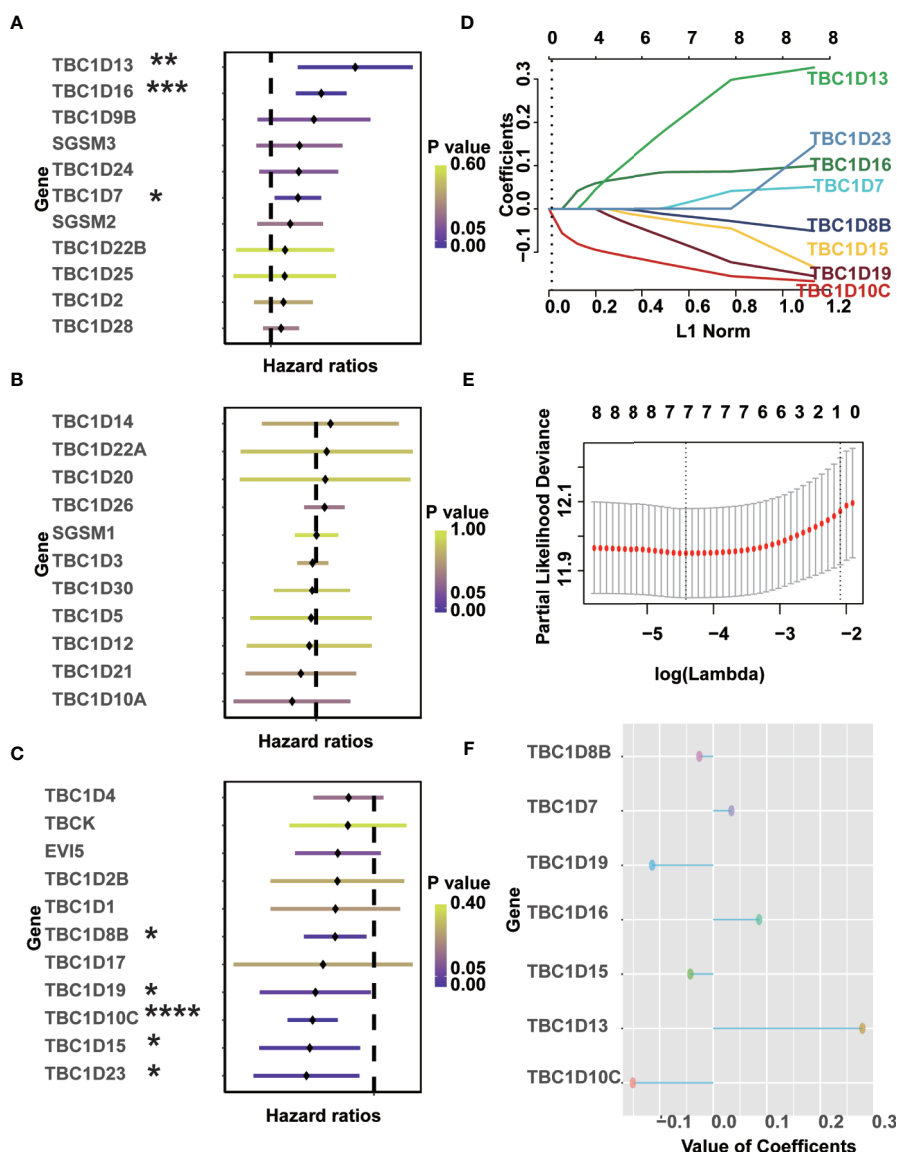 A
TBC1D13 **
TBC1D16 ***
TBC1D9B
SGSM3
TBC1D24
TBC1D7 *
SGSM2
TBC1D22B
TBC1D25
TBC1D2
TBC1D28
Gene
Hazard ratios
P value
0.60
0.05
0.00
B
TBC1D14
TBC1D22A
TBC1D20
TBC1D26
SGSM1
TBC1D3
TBC1D30
TBC1D5
TBC1D12
TBC1D21
TBC1D10A
Gene
Hazard ratios
P value
1.00
0.05
0.00
C
TBC1D4
TBCK
EVI5
TBC1D2B
TBC1D1
TBC1D8B *
TBC1D17
TBC1D19 *
TBC1D10C ****
TBC1D15 *
TBC1D23 *
Gene
Hazard ratios
P value
0.40
0.05
0.00
D
0 4 6 7 8 8 8
Coefficients
0.3
0.2
0.1
0.0
−0.1
TBC1D13
TBC1D23
TBC1D16
TBC1D7
TBC1D8B
TBC1D15
TBC1D19
TBC1D10C
0.0 0.2 0.4 0.6 0.8 1.0 1.2
L1 Norm
E
8 8 8 8 7 7 7 7 7 6 6 3 2 1 0
Partial Likelihood Deviance
12.1
11.9
−5 −4 −3 −2
log(Lambda)
F
TBC1D8B
TBC1D7
TBC1D19
TBC1D16
TBC1D15
TBC1D13
TBC1D10C
Gene
−0.1 0.0 0.1 0.2 0.3
Value of Coefficents